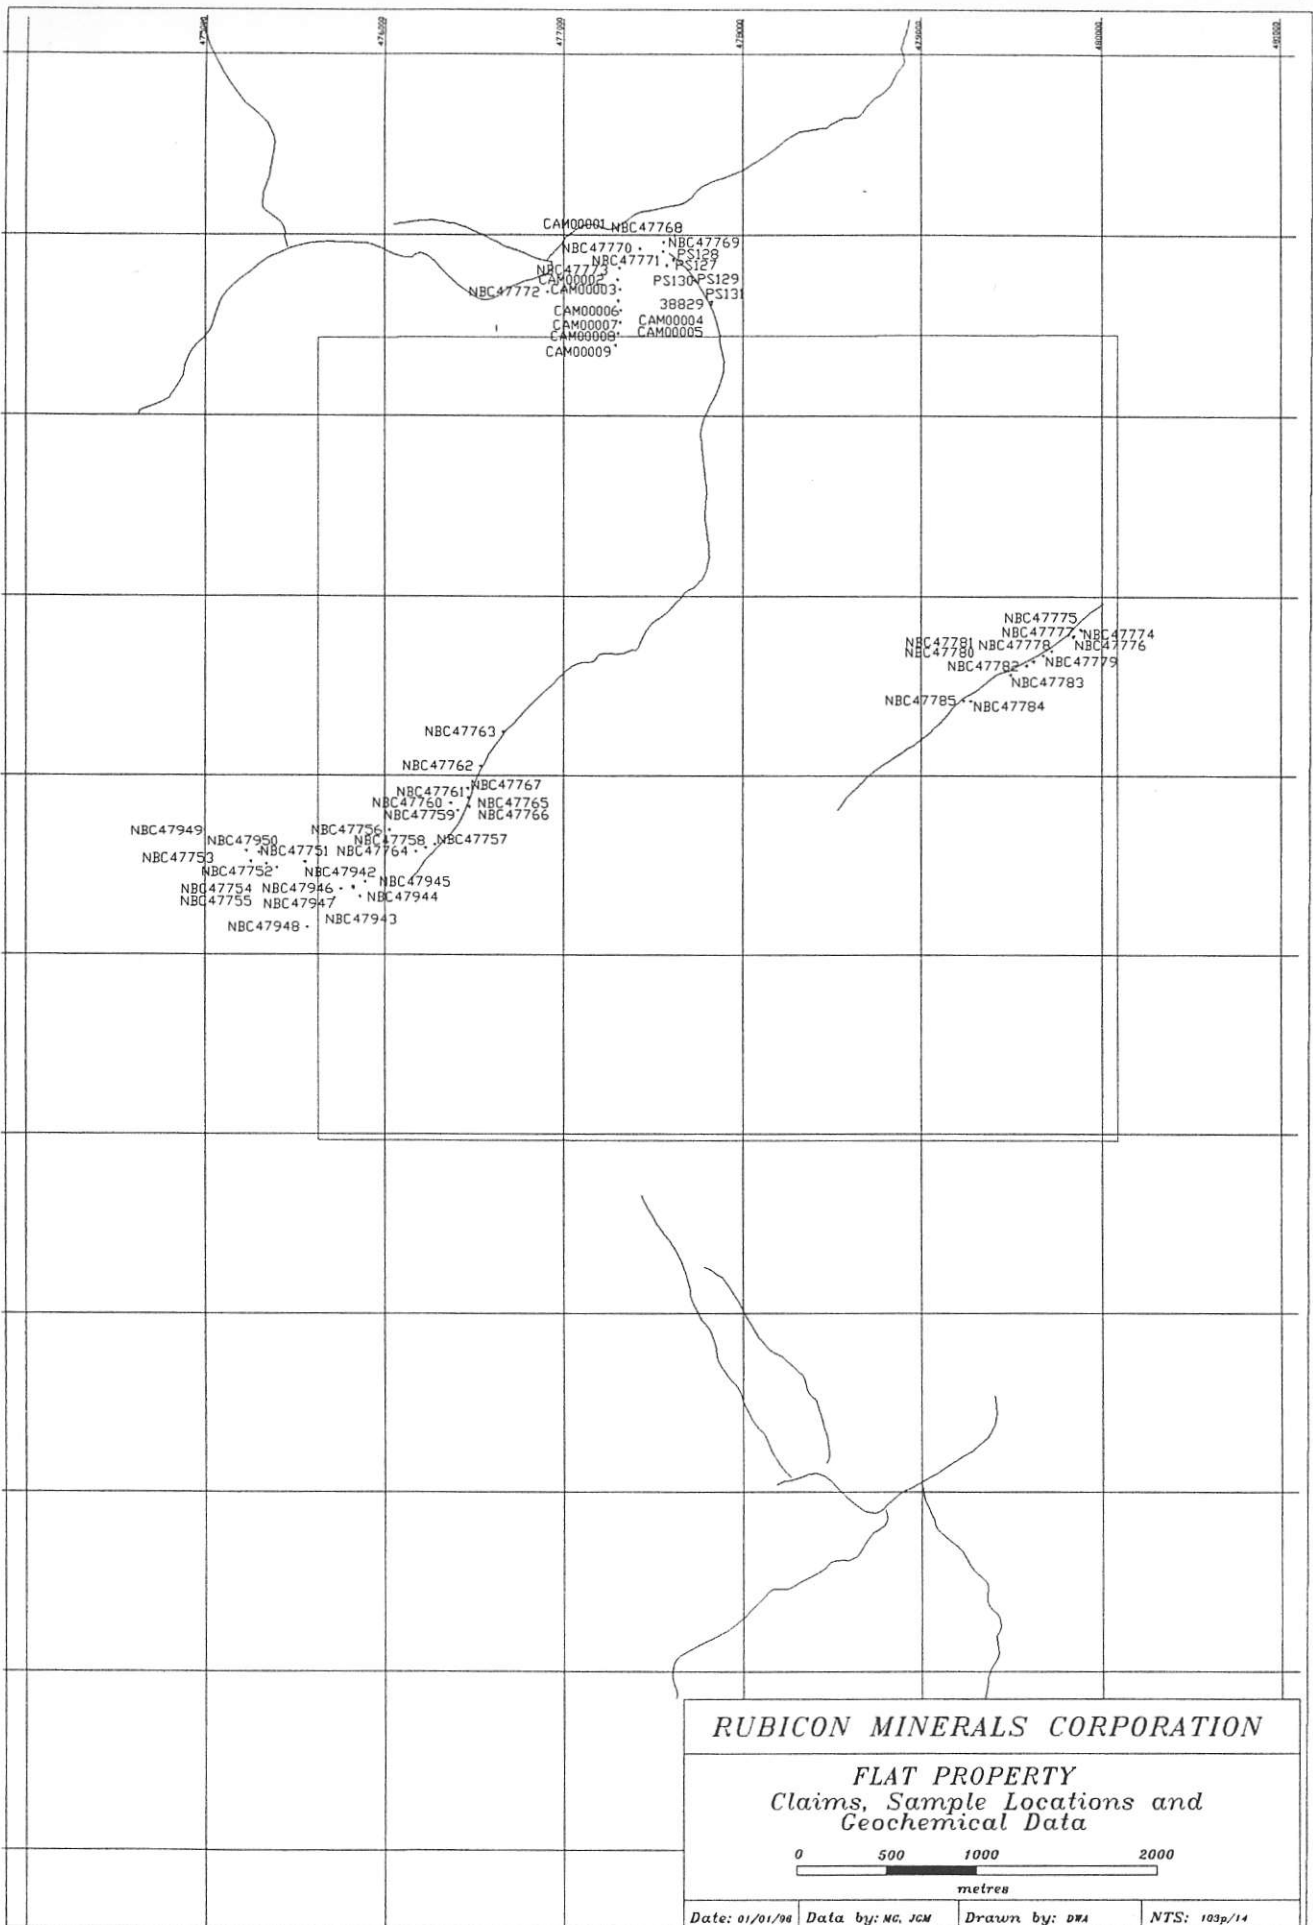 475000 476000 477000 478000 479000 480000 481000
CAM00001 NBC47768
NBC47770 NBC47769
PS128
NBC47771 PS127
NBC47773
CAM00002 PS130 PS129
NBC47772 CAM00003 PS131
38829
CAM00006
CAM00004
CAM00007
CAM00005
CAM00008
CAM00009
NBC47775
NBC47777 NBC47774
NBC47781 NBC47778 NBC47776
NBC47780
NBC47782 NBC47779
NBC47783
NBC47785 NBC47784
NBC47763
NBC47762
NBC47761 NBC47767
NBC47760 NBC47765
NBC47759 NBC47766
NBC47949 NBC47756
NBC47950 NBC47758 NBC47757
NBC47751 NBC47764
NBC47753
NBC47752 NBC47942
NBC47945
NBC47754 NBC47946
NBC47944
NBC47755 NBC47947
NBC47943
NBC47948
RUBICON MINERALS CORPORATION
FLAT PROPERTY
Claims, Sample Locations and
Geochemical Data
0 500 1000 2000
metres
Date: 01/01/96 Data by: MG, JGM Drawn by: DWA NTS: 103p/14